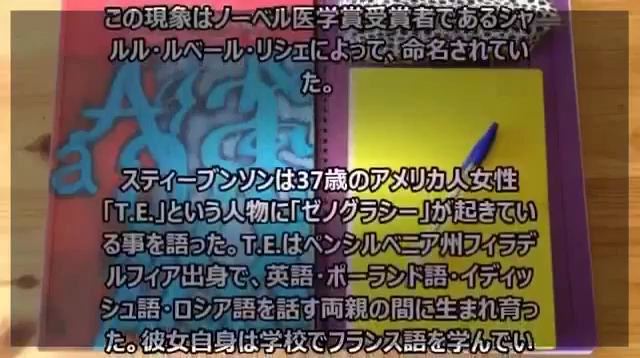 この現象はノーベル医学賞受賞者であるシャ
ルル・ルベール・リシェによって、命名されてい
た。
スティーブンソンは37歳のアメリカ人女性
「T.E.」という人物に「ゼノグラシー」が起きてい
る事を語った。T.E.はペンシルベニア州フィラデ
ルフィア出身で、英語・ポーランド語・イディッ
シュ語・ロシア語を話す両親の間に生まれ育っ
た。彼女自身は学校でフランス語を学んでい